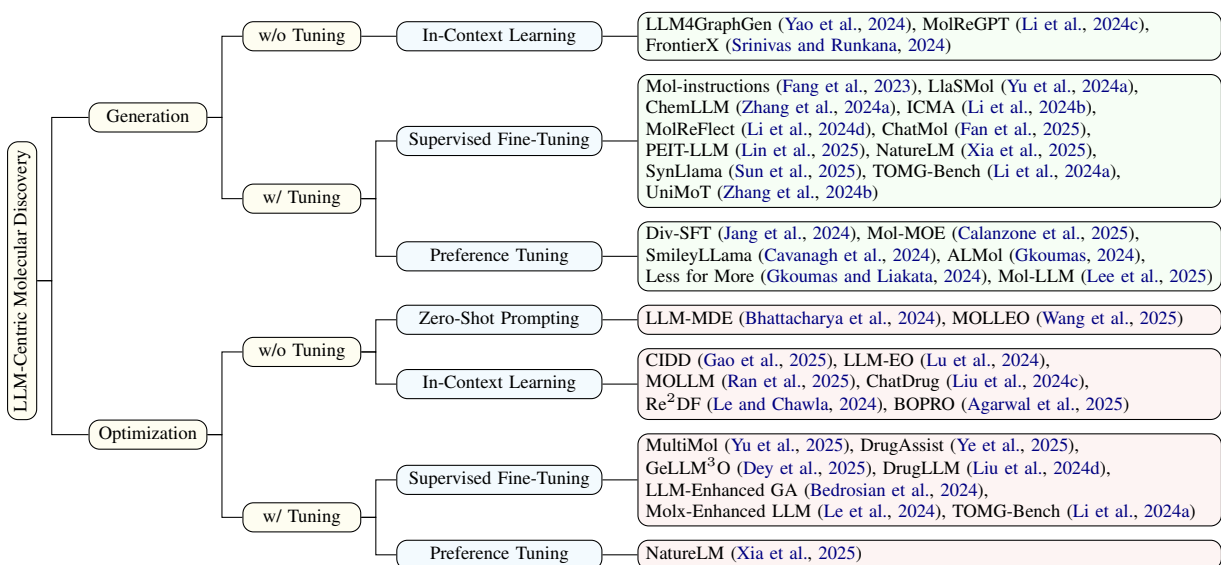 LLM-Centric Molecular Discovery
Generation
w/o Tuning
In-Context Learning
LLM4GraphGen (Yao et al., 2024), MolReGPT (Li et al., 2024c),
FrontierX (Srinivas and Runkana, 2024)
w/ Tuning
Supervised Fine-Tuning
Mol-instructions (Fang et al., 2023), LlaSMol (Yu et al., 2024a),
ChemLLM (Zhang et al., 2024a), ICMA (Li et al., 2024b),
MolReFlect (Li et al., 2024d), ChatMol (Fan et al., 2025),
PEIT-LLM (Lin et al., 2025), NatureLM (Xia et al., 2025),
SynLlama (Sun et al., 2025), TOMG-Bench (Li et al., 2024a),
UniMoT (Zhang et al., 2024b)
Preference Tuning
Div-SFT (Jang et al., 2024), Mol-MOE (Calanzone et al., 2025),
SmileyLLama (Cavanagh et al., 2024), ALMol (Gkoumas, 2024),
Less for More (Gkoumas and Liakata, 2024), Mol-LLM (Lee et al., 2025)
Optimization
w/o Tuning
Zero-Shot Prompting
LLM-MDE (Bhattacharya et al., 2024), MOLLEO (Wang et al., 2025)
In-Context Learning
CIDD (Gao et al., 2025), LLM-EO (Lu et al., 2024),
MOLLM (Ran et al., 2025), ChatDrug (Liu et al., 2024c),
Re²DF (Le and Chawla, 2024), BOPRO (Agarwal et al., 2025)
w/ Tuning
Supervised Fine-Tuning
MultiMol (Yu et al., 2025), DrugAssist (Ye et al., 2025),
GeLLM³O (Dey et al., 2025), DrugLLM (Liu et al., 2024d),
LLM-Enhanced GA (Bedrosian et al., 2024),
Molx-Enhanced LLM (Le et al., 2024), TOMG-Bench (Li et al., 2024a)
Preference Tuning
NatureLM (Xia et al., 2025)